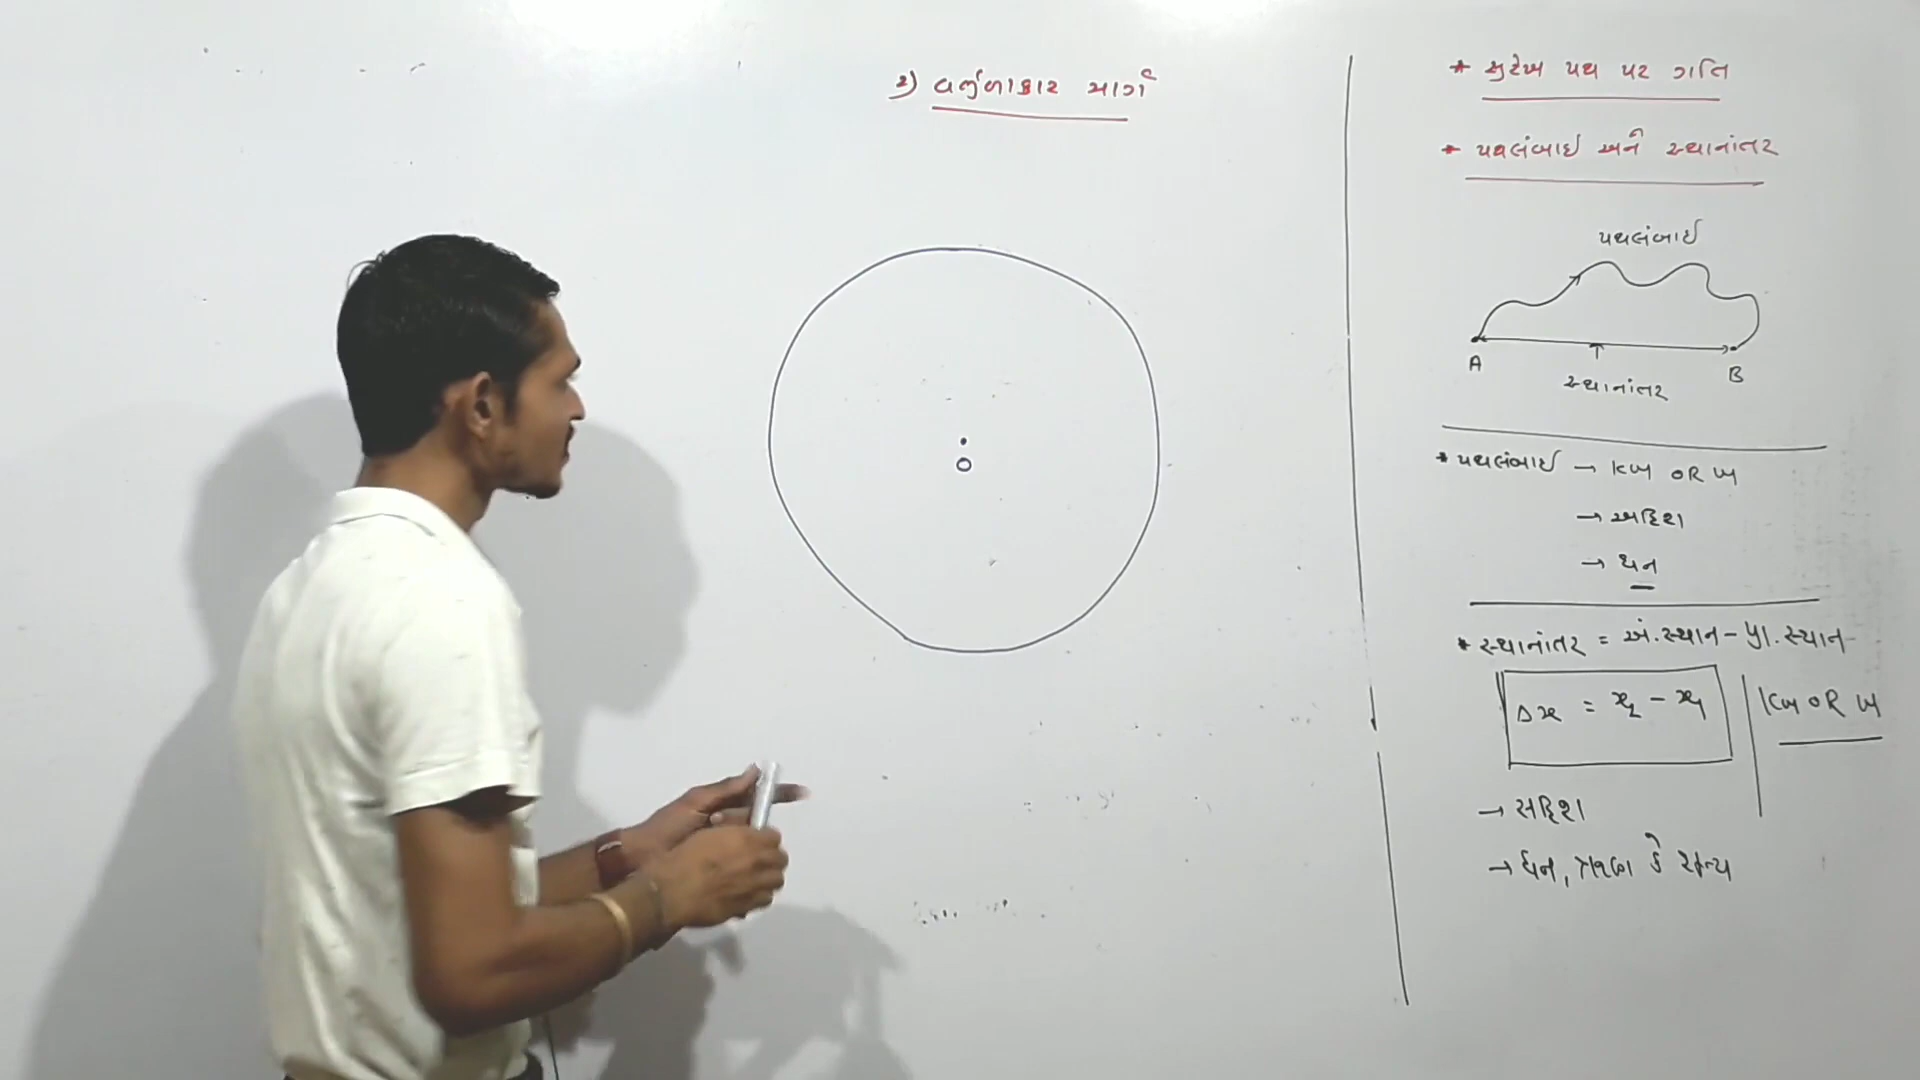 ૨) વર્તુળાકાર માર્ગ
O
* સુરેખ પથ પર ગતિ
* પથલંબાઈ અને સ્થાનાંતર
પથલંબાઈ
A
B
સ્થાનાંતર
* પથલંબાઈ → KM OR M
→ અદિશ
→ ધન
* સ્થાનાંતર = અં.સ્થાન - પ્રા.સ્થાન
Δx = x₂ - x₁
KM OR M
→ સદિશ
→ ધન, ઋણ કે શૂન્ય